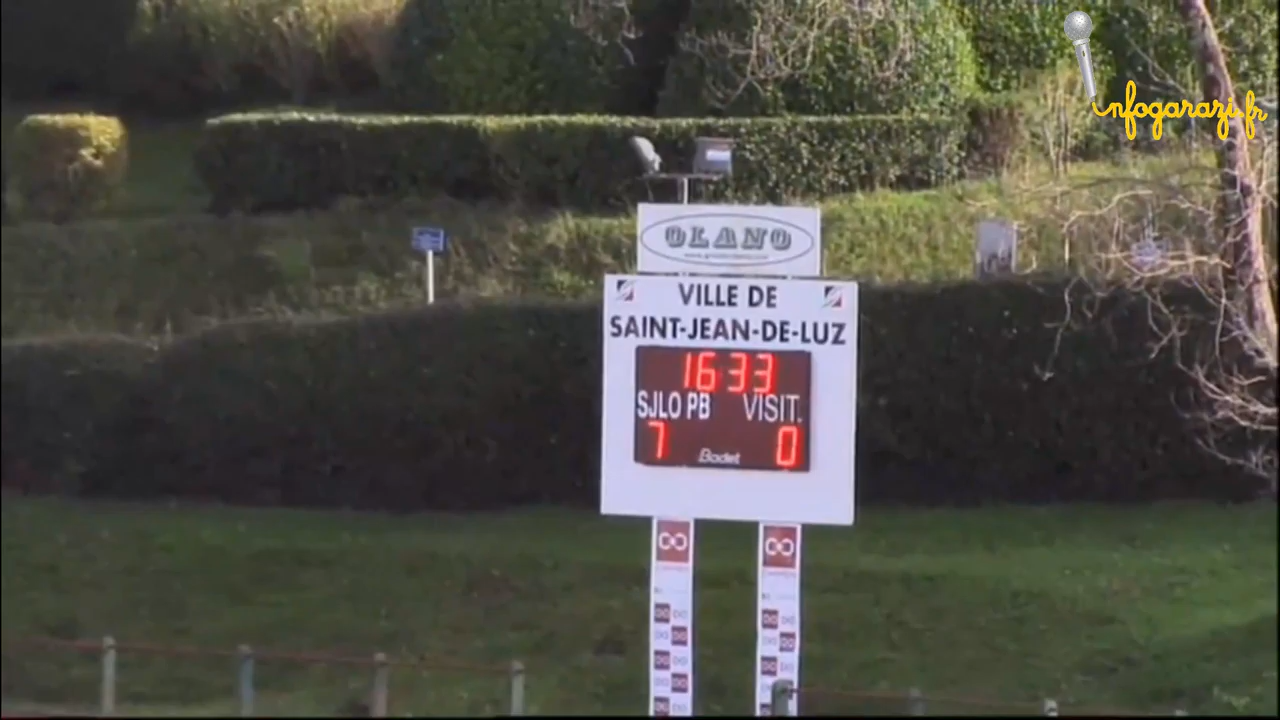 infogarazi.fr
OLANO
VILLE DE
SAINT-JEAN-DE-LUZ
16:33
SJLO PB VISIT.
7 0
Bodet